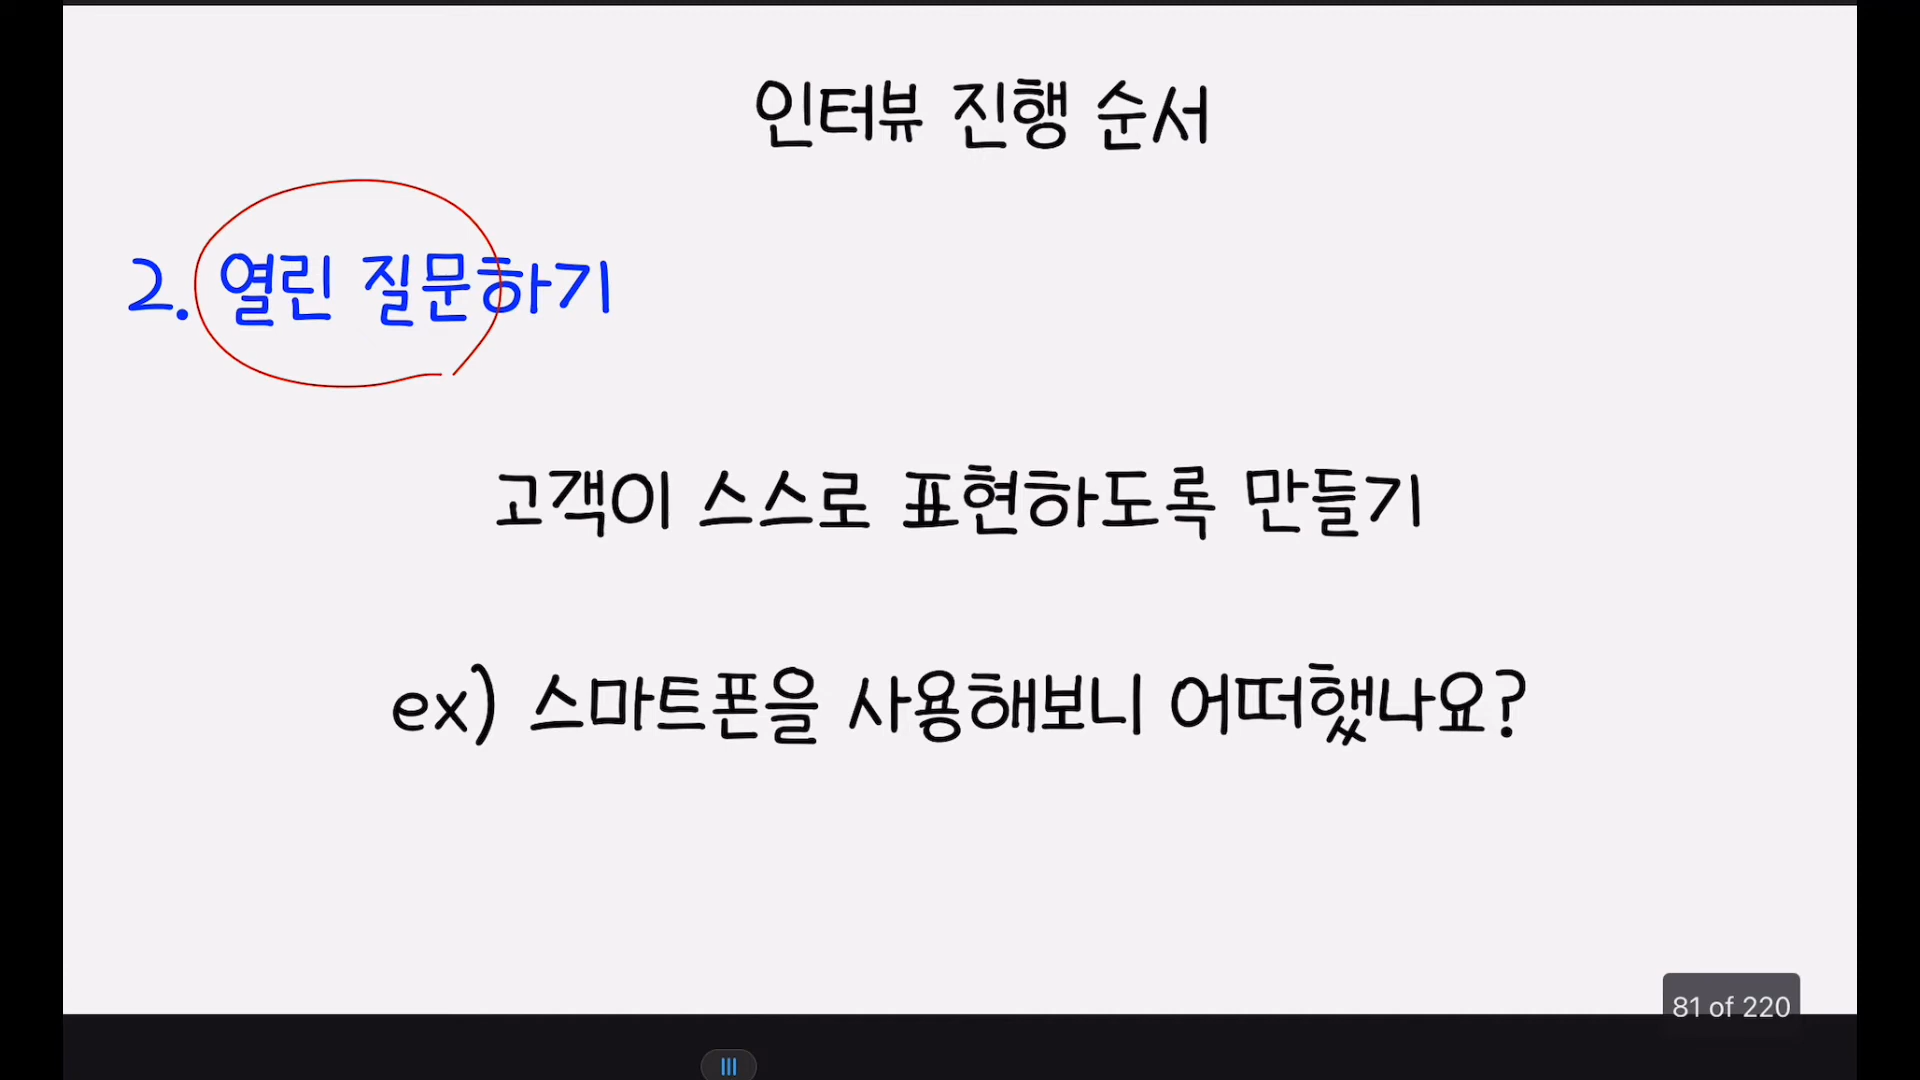 인터뷰 진행 순서
2. 열린 질문하기
고객이 스스로 표현하도록 만들기
ex) 스마트폰을 사용해보니 어떠했나요?
81 of 220